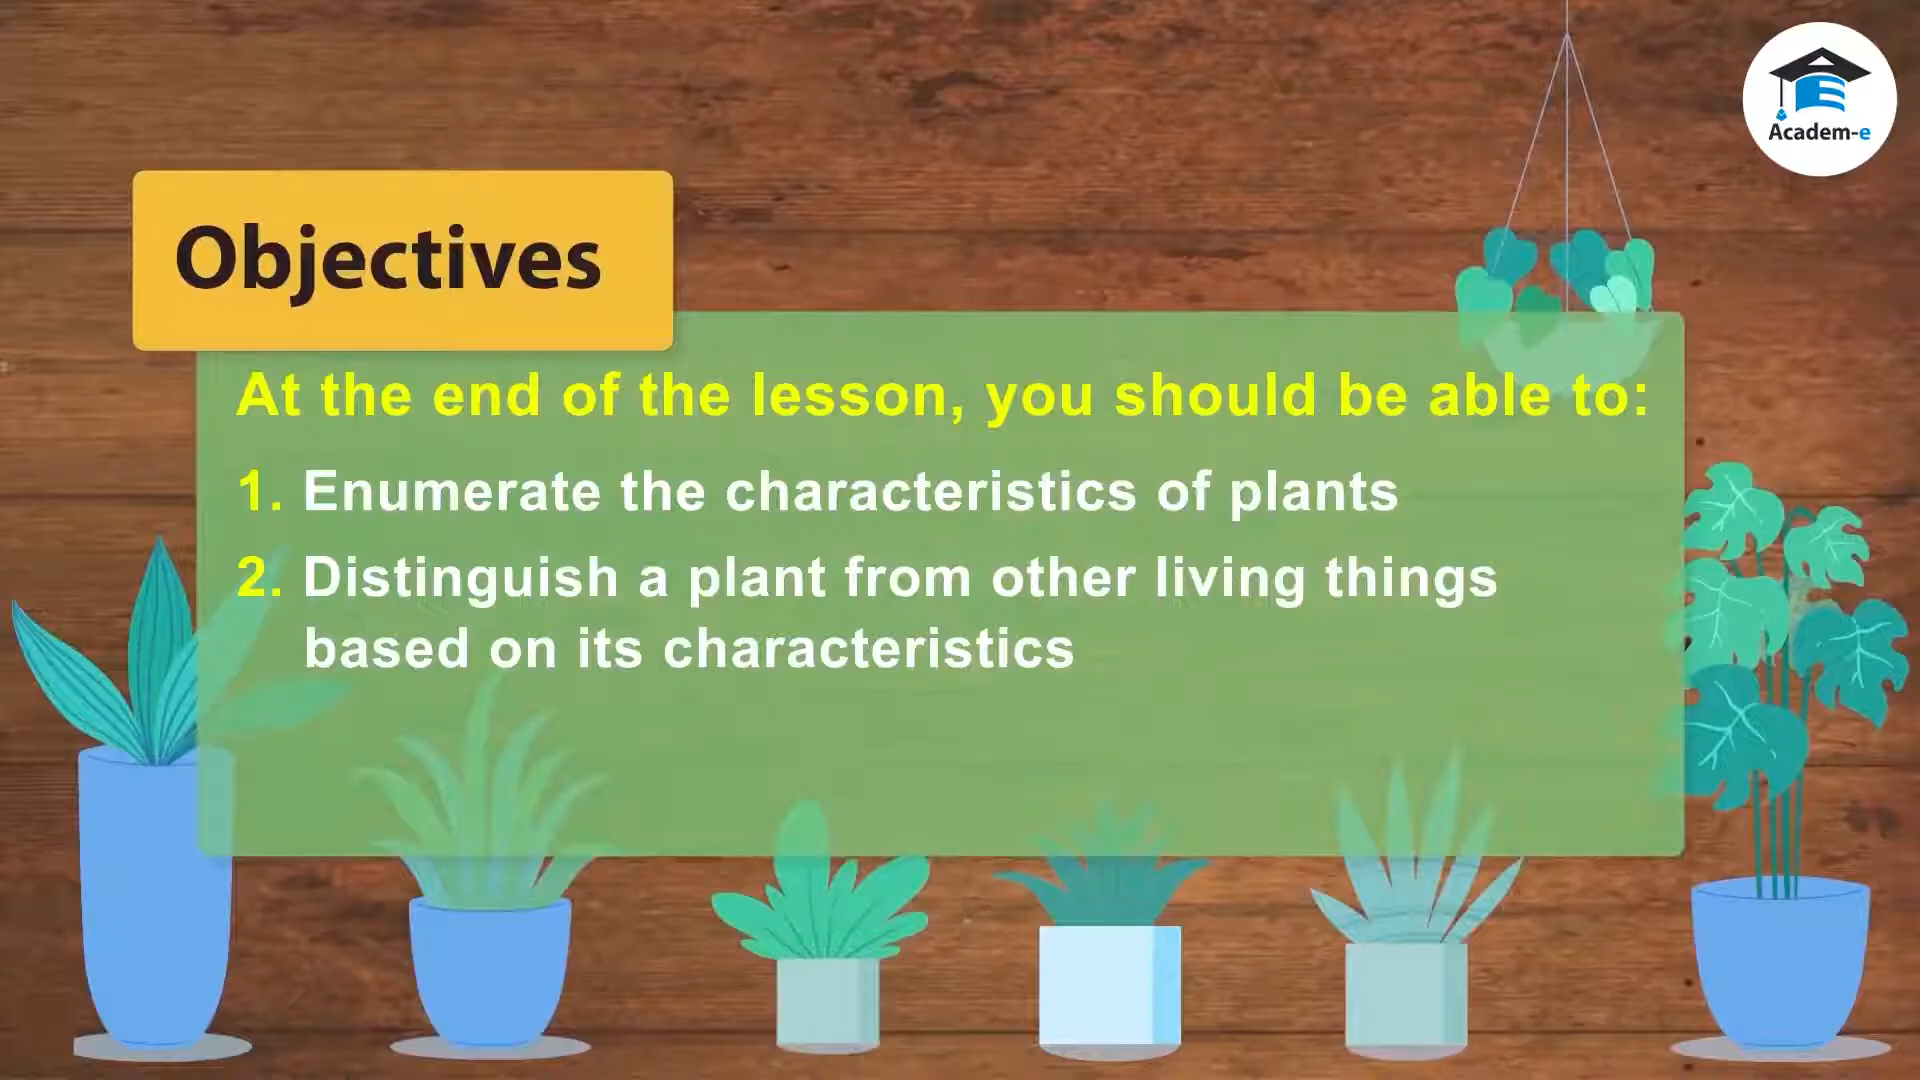 Academ-e
Objectives
At the end of the lesson, you should be able to:
1. Enumerate the characteristics of plants
2. Distinguish a plant from other living things
based on its characteristics